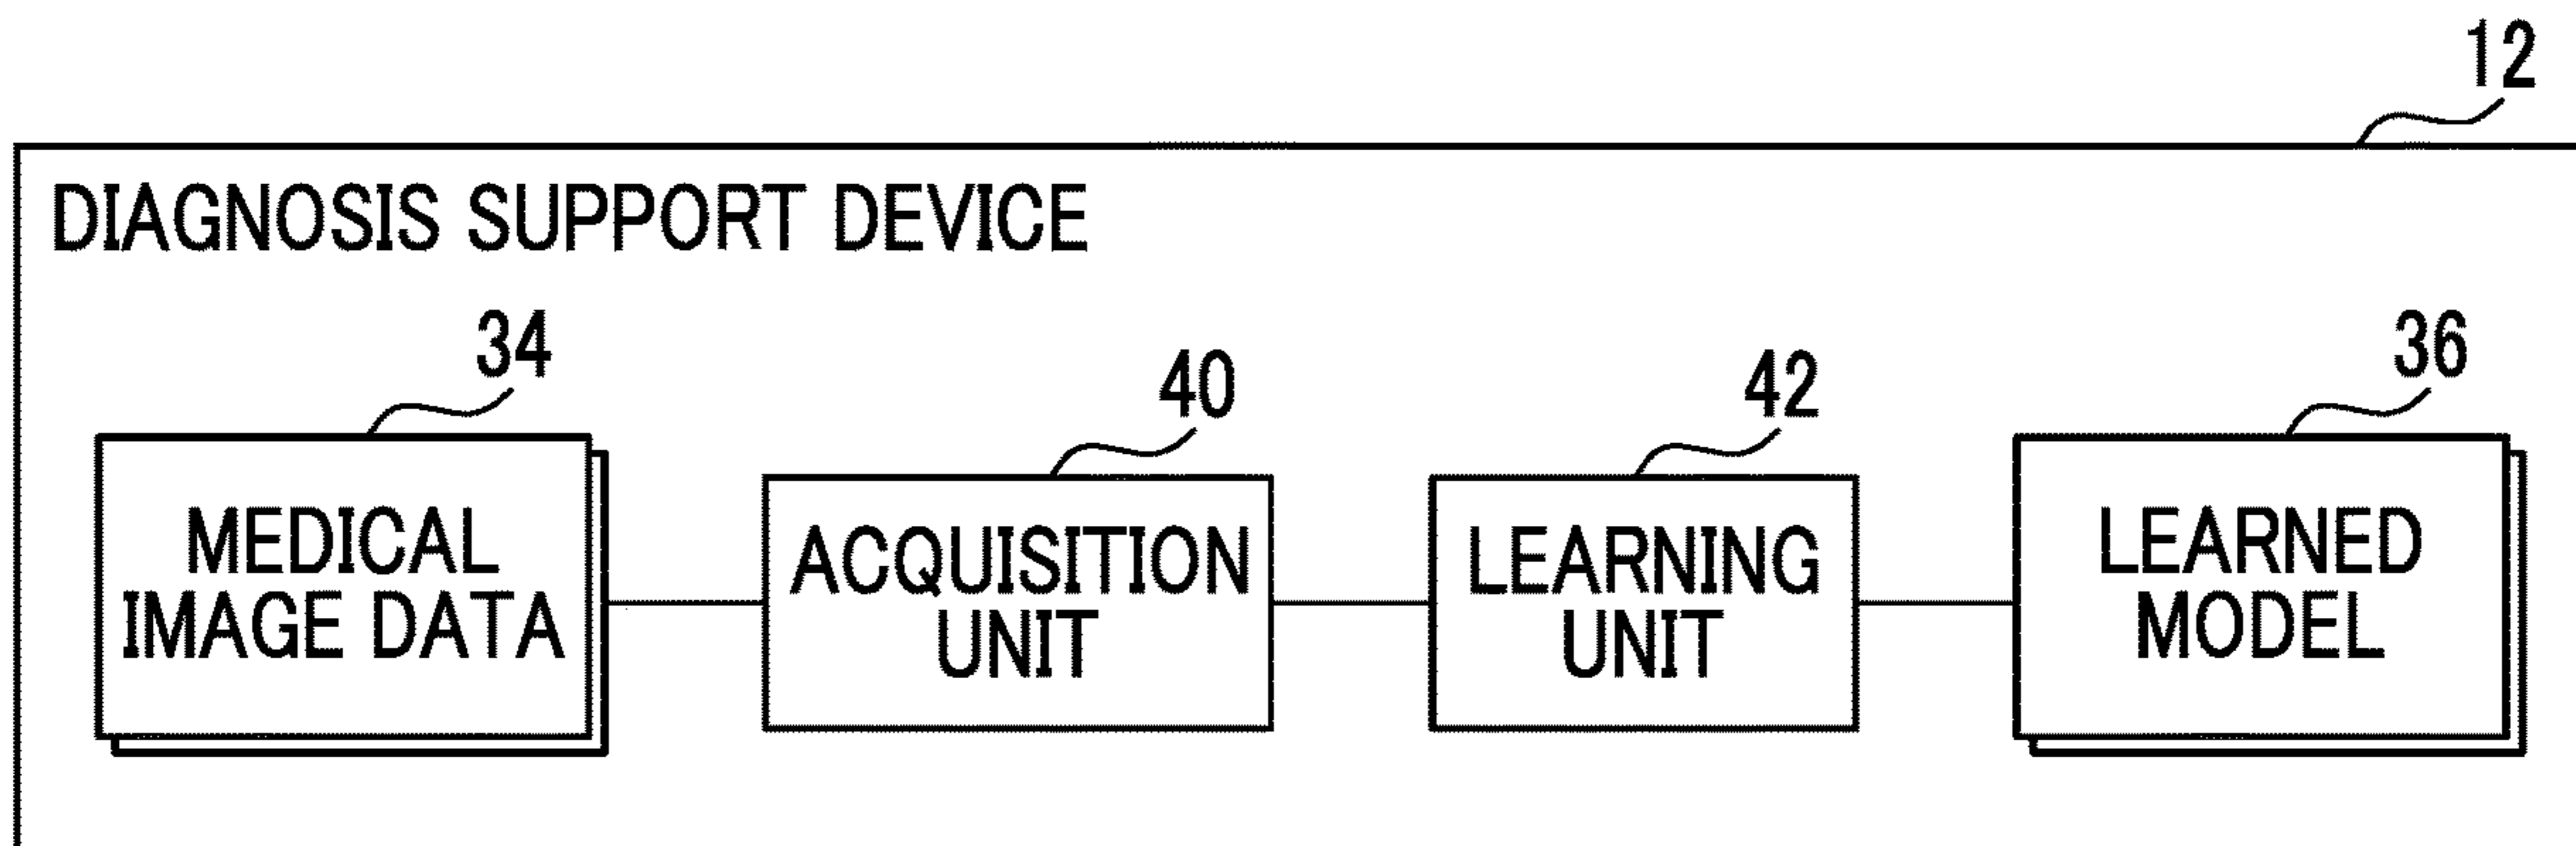 12
DIAGNOSIS SUPPORT DEVICE
34
40
42
36
MEDICAL
IMAGE DATA
ACQUISITION
UNIT
LEARNING
UNIT
LEARNED
MODEL